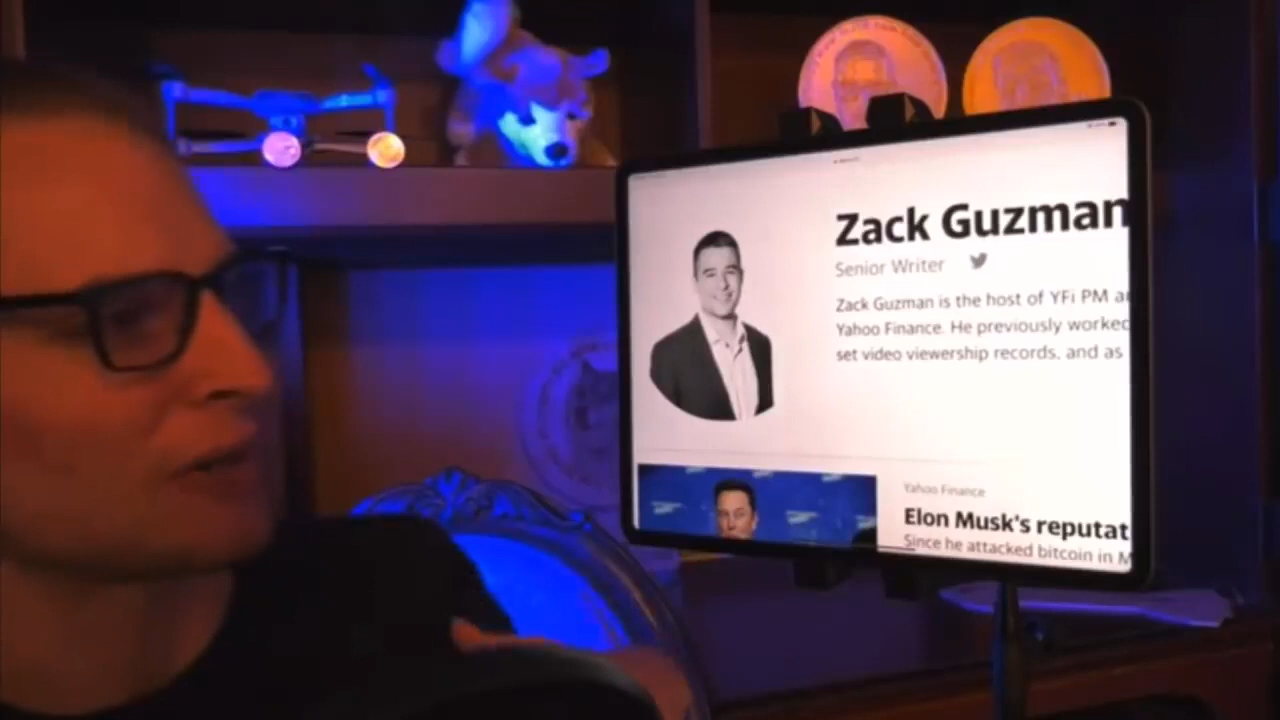 Zack Guzman
Senior Writer
Zack Guzman is the host of YFi PM
Yahoo Finance. He previously worked
set video viewership records, and as
Yahoo Finance
Elon Musk's reputat
Since he attacked bitcoin in M